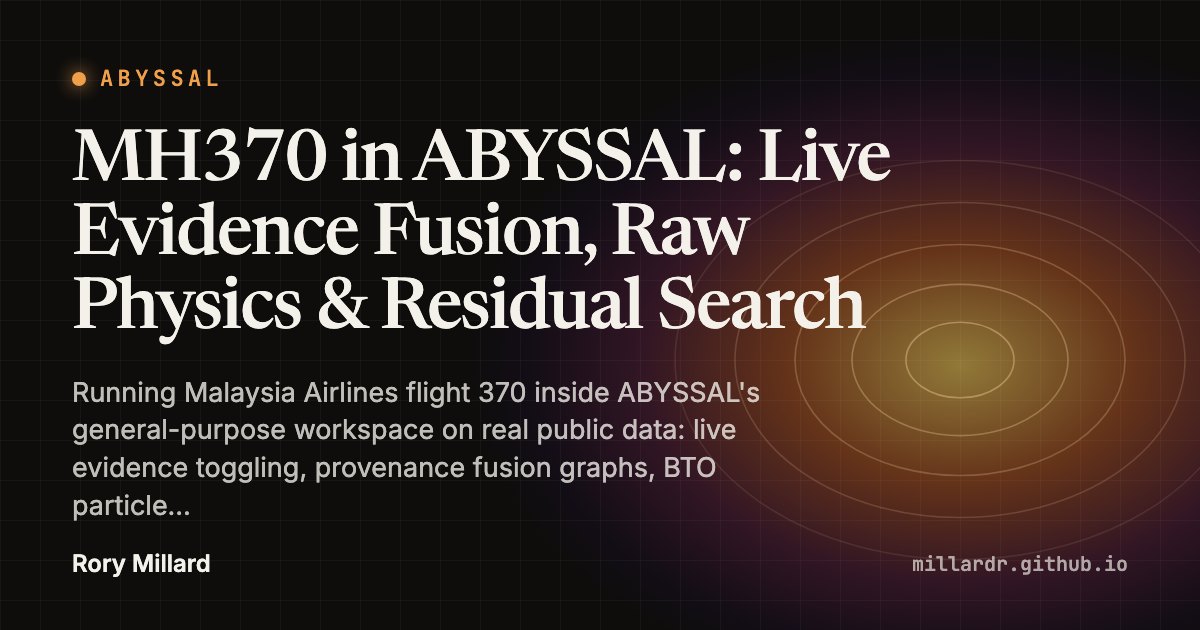 ABYSSAL
MH370 in ABYSSAL: Live
Evidence Fusion, Raw
Physics & Residual Search
Running Malaysia Airlines flight 370 inside ABYSSAL's
general-purpose workspace on real public data: live
evidence toggling, provenance fusion graphs, BTO
particle...
Rory Millard
millardr.github.io